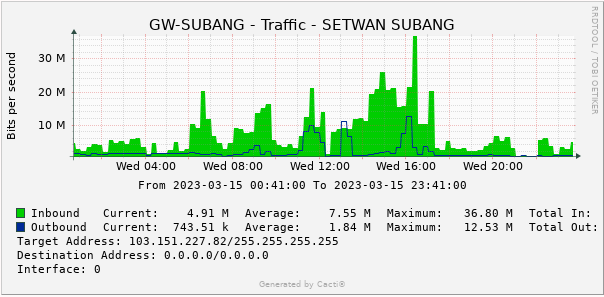 GW-SUBANG - Traffic - SETWAN SUBANG
RRDTOOL / TOBI OETIKER
Bits per second
30 M
20 M
10 M
Wed 04:00 Wed 08:00 Wed 12:00 Wed 16:00 Wed 20:00
From 2023-03-15 00:41:00 To 2023-03-15 23:41:00
Inbound Current: 4.91 M Average: 7.55 M Maximum: 36.80 M Total In:
Outbound Current: 743.51 k Average: 1.84 M Maximum: 12.53 M Total Out:
Target Address: 103.151.227.82/255.255.255.255
Destination Address: 0.0.0.0/0.0.0.0
Interface: 0
Generated by Cacti®